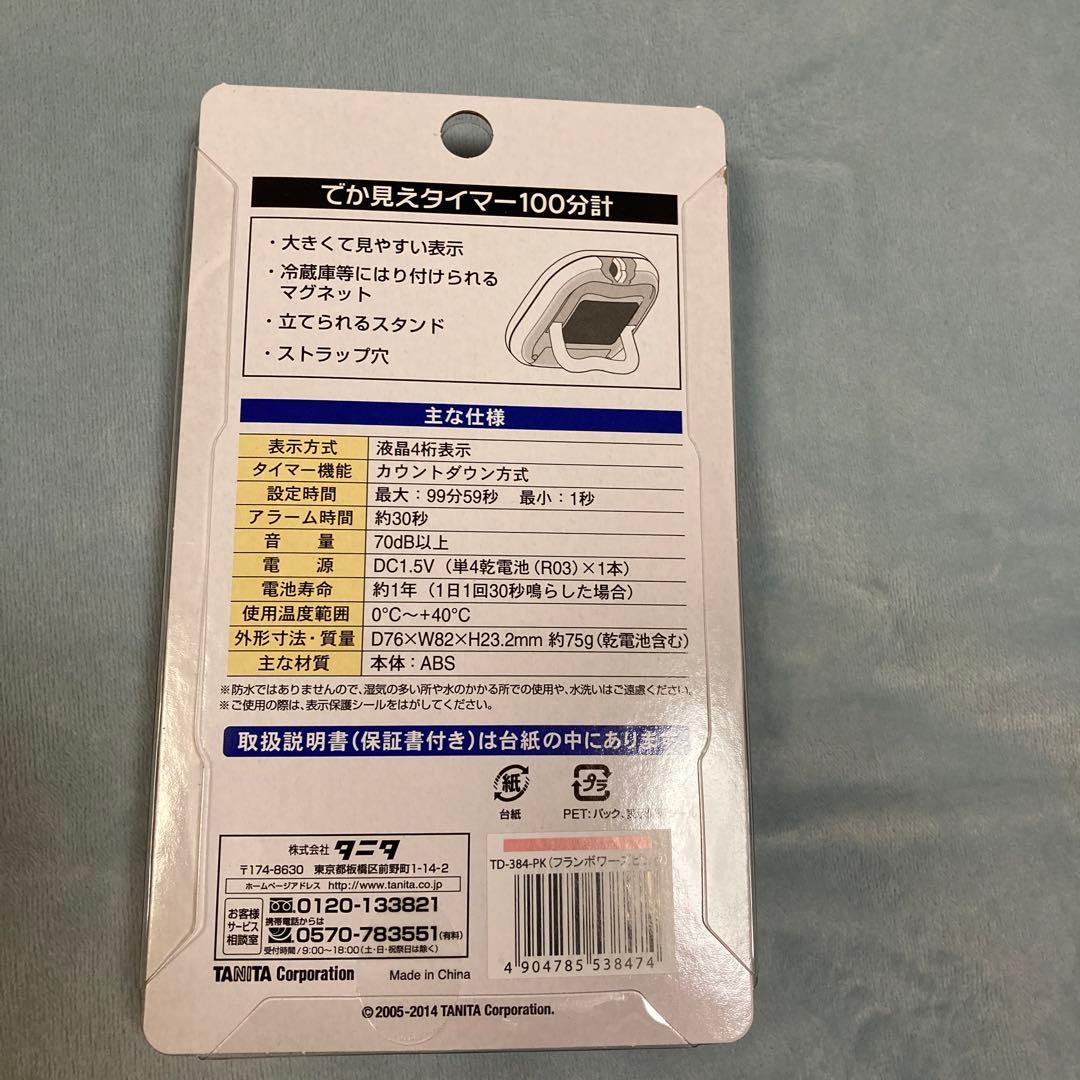 でか見えタイマー100分計
・大きくて見やすい表示
・冷蔵庫等にはり付けられる
マグネット
・立てられるスタンド
・ストラップ穴
主な仕様
表示方式 液晶4桁表示
タイマー機能 カウントダウン方式
設定時間 最大：99分59秒 最小：1秒
アラーム時間 約30秒
音量 70dB以上
電源 DC1.5V（単4乾電池（R03）×1本）
電池寿命 約1年（1日1回30秒鳴らした場合）
使用温度範囲 0°C〜+40°C
外形寸法・質量 D76×W82×H23.2mm 約75g（乾電池含む）
主な材質 本体：ABS
※防水ではありませんので、湿気の多い所や水のかかる所での使用や、水洗いはご遠慮ください。
※ご使用の際は、表示保護シールをはがしてください。
取扱説明書（保証書付き）は台紙の中にあります
紙
台紙
プラ
PET：パック、
株式会社 タニタ
〒174-8630 東京都板橋区前野町1-14-2
ホームページアドレス http://www.tanita.co.jp
お客様サービス相談室
0120-133821
携帯電話からは
0570-783551（有料）
受付時間/9:00〜18:00（土・日・祝祭日は除く）
TANITA Corporation Made in China
TD-384-PK（フランボワーズピンク）
4 904785 538474
©2005-2014 TANITA Corporation.